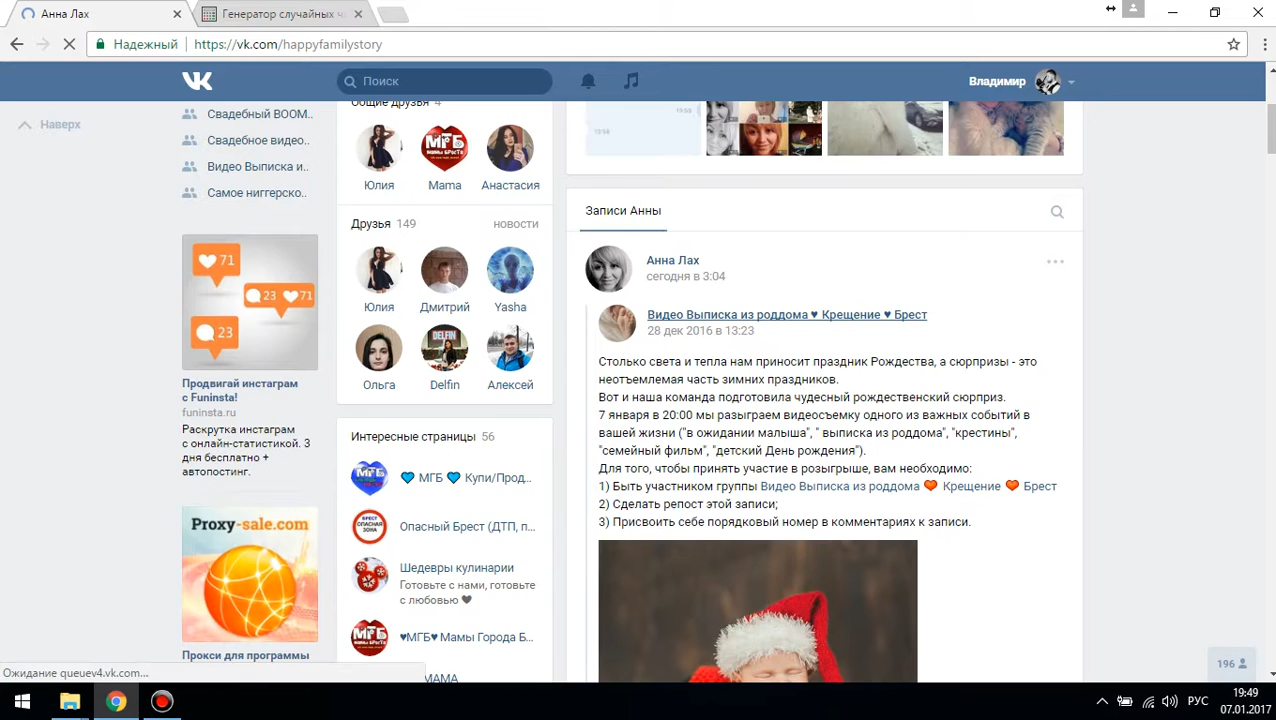 Анна Лах
Генератор случайных ч
Надежный
https://vk.com/happyfamilystory
Поиск
Владимир
Наверх
Свадебный BOOM..
Свадебное видео..
Видео Выписка и..
Самое ниггерско..
71
23 71
23
Продвигай инстаграм
с Funinsta!
funinsta.ru
Раскрутка инстаграм
с онлайн-статистикой. 3
дня бесплатно +
автопостинг.
Proxy-sale.com
Прокси для программы
Общие друзья 4
Юлия
Mama
Анастасия
Друзья 149
новости
Юлия
Дмитрий
Yasha
Ольга
Delfin
Алексей
Интересные страницы 56
МГБ Купи/Прод...
Опасный Брест (ДТП, п...
Шедевры кулинарии
Готовьте с нами, готовьте
с любовью
♥МГБ♥ Мамы Города Б...
МАМА
Записи Анны
Анна Лах
сегодня в 3:04
Видео Выписка из роддома ♥ Крещение ♥ Брест
28 дек 2016 в 13:23
Столько света и тепла нам приносит праздник Рождества, а сюрпризы - это
неотъемлемая часть зимних праздников.
Вот и наша команда подготовила чудесный рождественский сюрприз.
7 января в 20:00 мы разыграем видеосъемку одного из важных событий в
вашей жизни ("в ожидании малыша", " выписка из роддома", "крестины",
"семейный фильм", "детский День рождения").
Для того, чтобы принять участие в розыгрыше, вам необходимо:
1) Быть участником группы Видео Выписка из роддома Крещение Брест
2) Сделать репост этой записи;
3) Присвоить себе порядковый номер в комментариях к записи.
196
Ожидание queuev4.vk.com...
РУС
19:49
07.01.2017